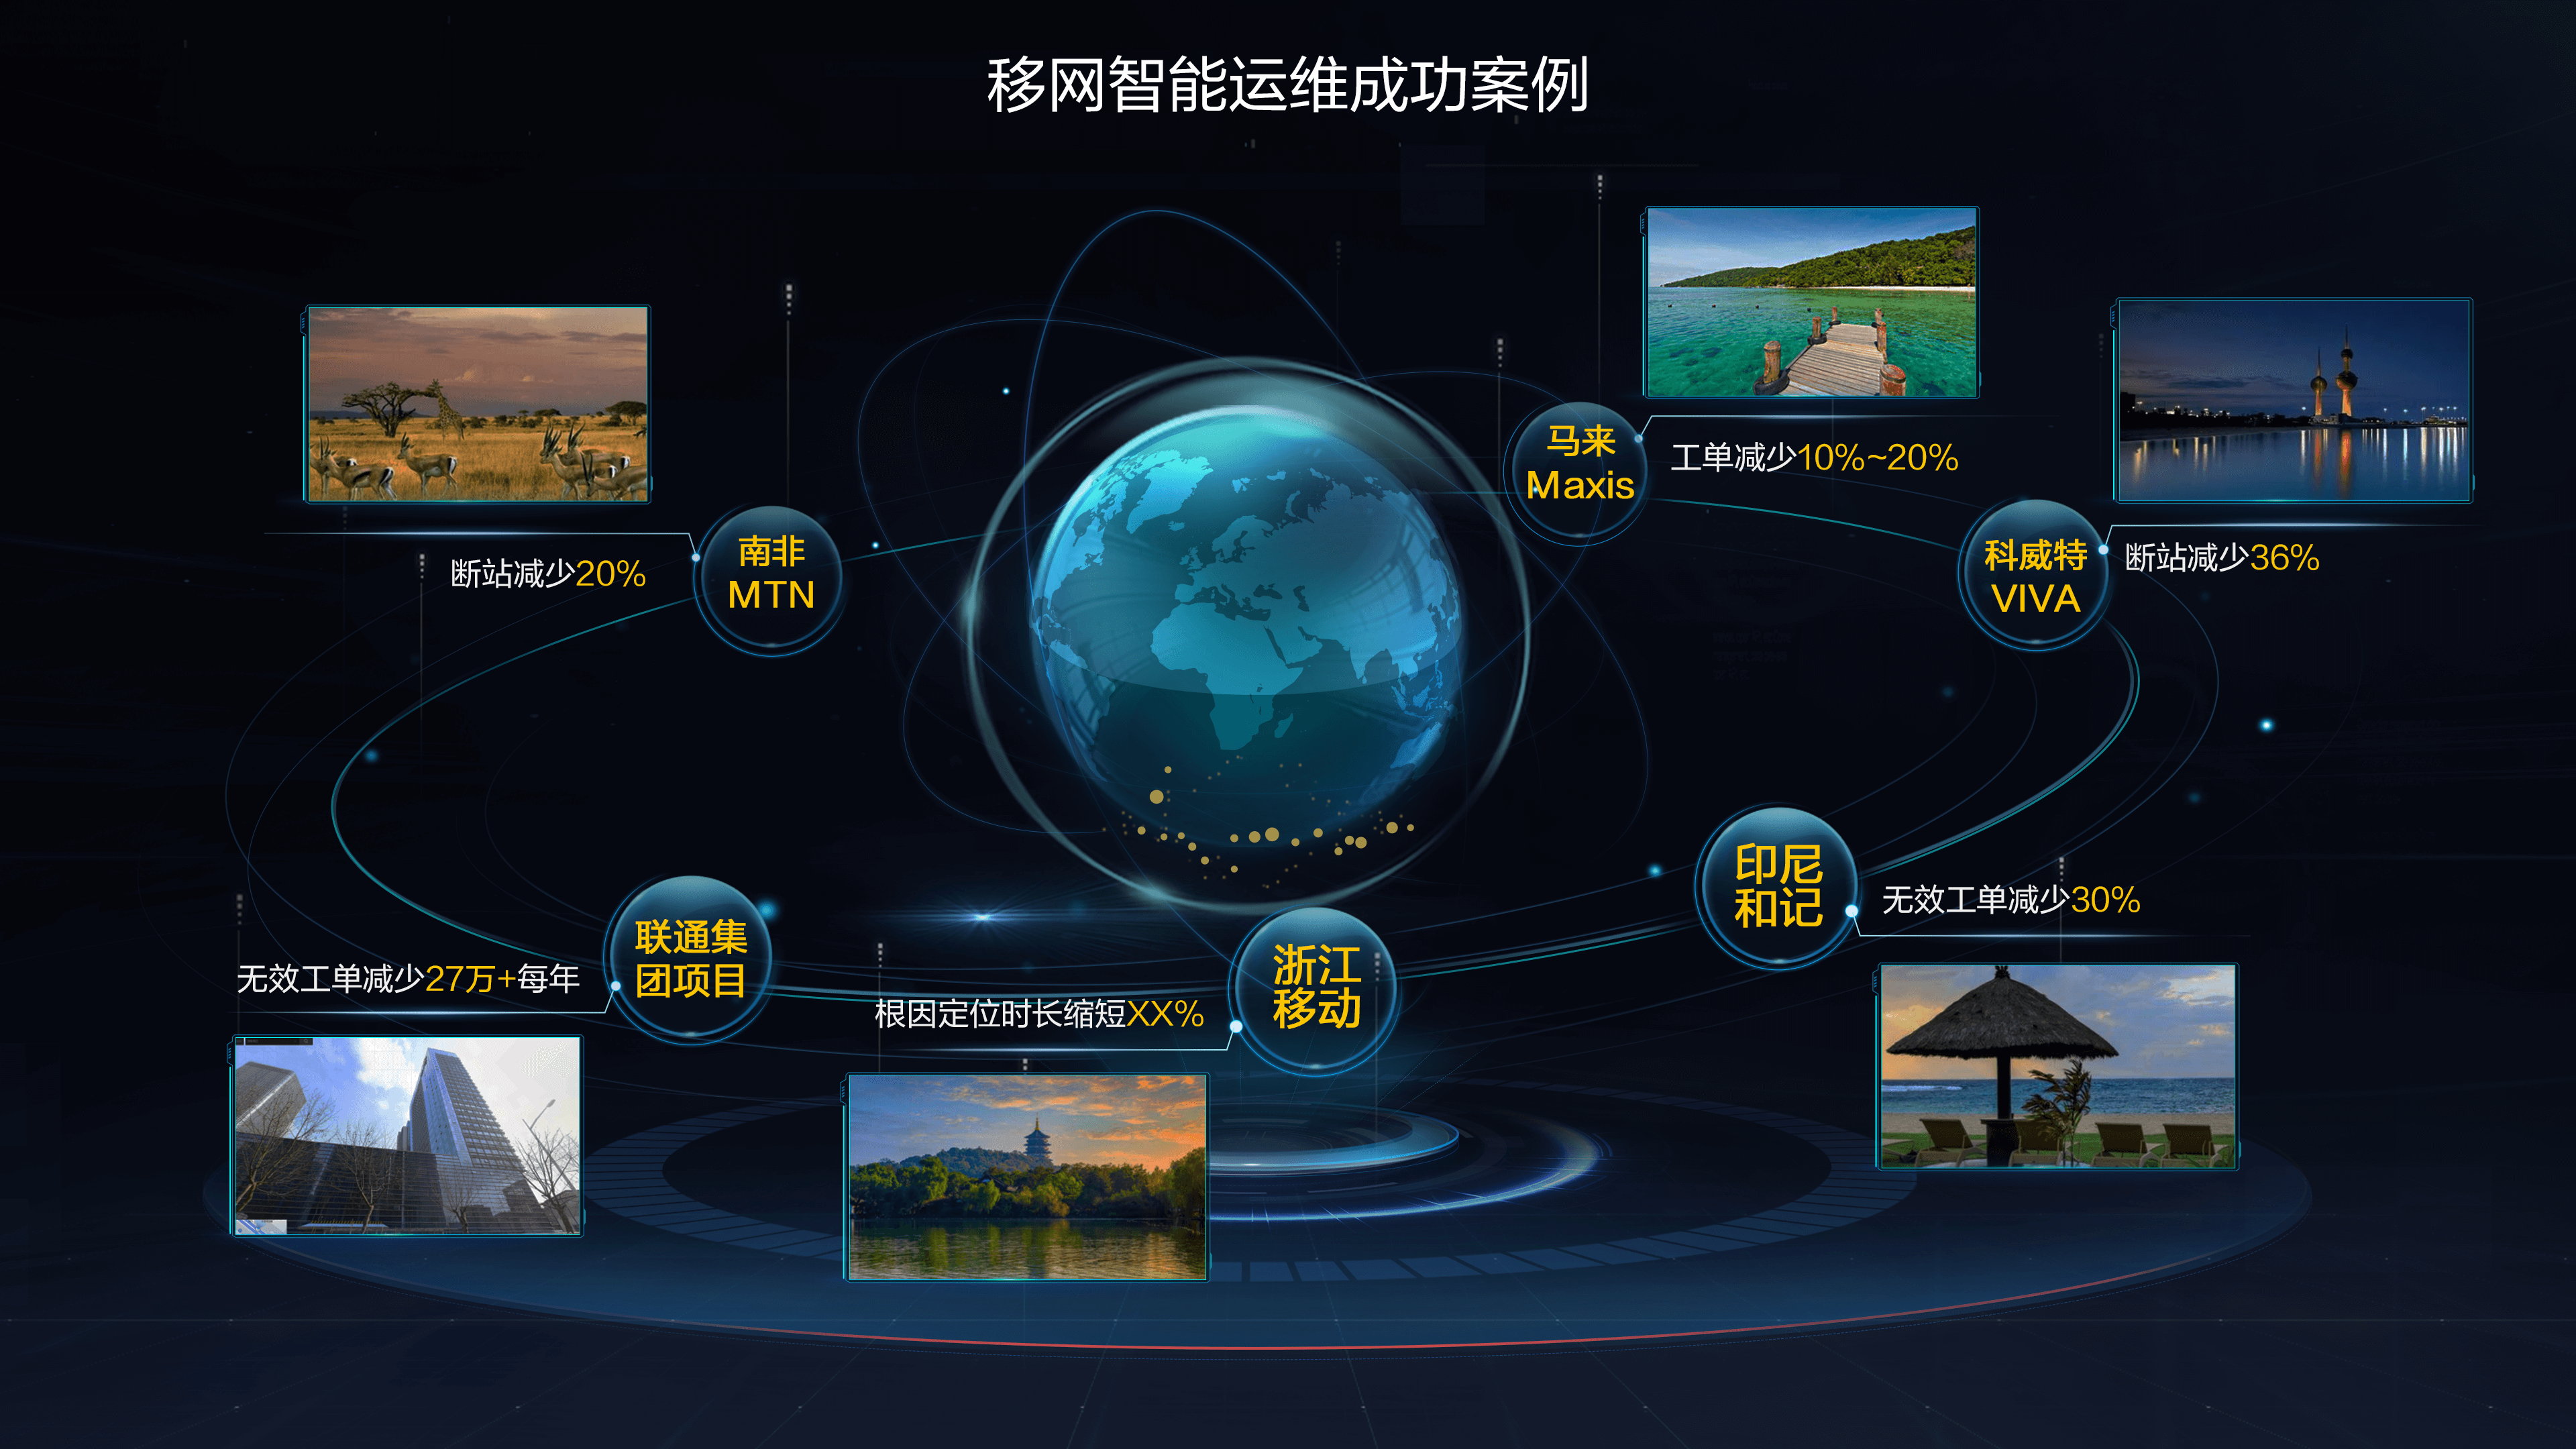 移网智能运维成功案例
马来
Maxis
工单减少10%~20%
南非
MTN
断站减少20%
科威特
VIVA
断站减少36%
印尼
和记
无效工单减少30%
联通集
团项目
无效工单减少27万+每年
浙江
移动
根因定位时长缩短XX%